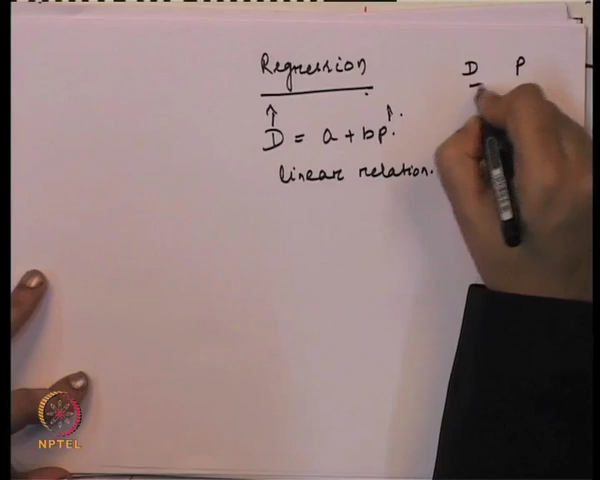 Regression
D = a + bp.
linear relation.
D P
NPTEL